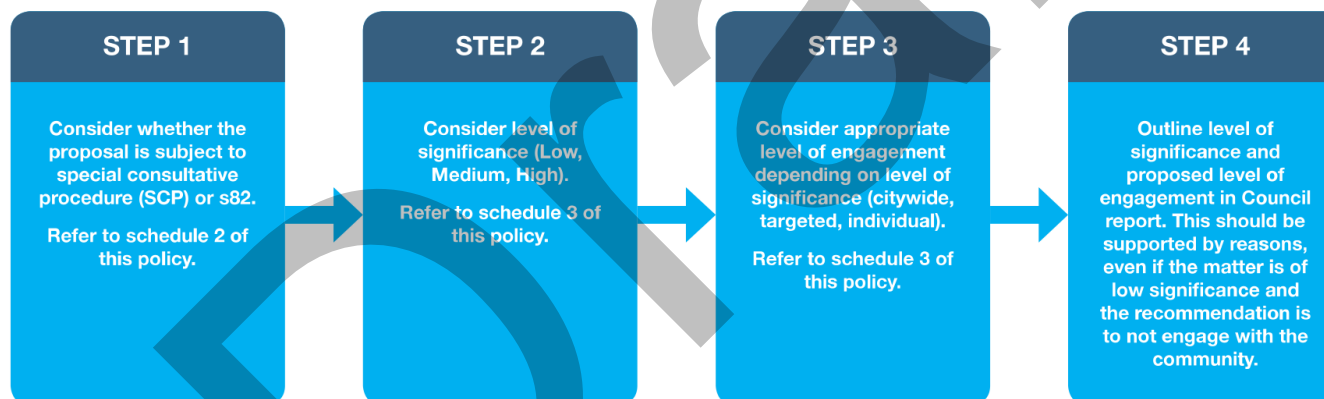 STEP 1
Consider whether the
proposal is subject to
special consultative
procedure (SCP) or s82.
Refer to schedule 2 of
this policy.
STEP 2
Consider level of
significance (Low,
Medium, High).
Refer to schedule 3 of
this policy.
STEP 3
Consider appropriate
level of engagement
depending on level of
significance (citywide,
targeted, individual).
Refer to schedule 3 of
this policy.
STEP 4
Outline level of
significance and
proposed level of
engagement in Council
report. This should be
supported by reasons,
even if the matter is of
low significance and
the recommendation is
to not engage with the
community.